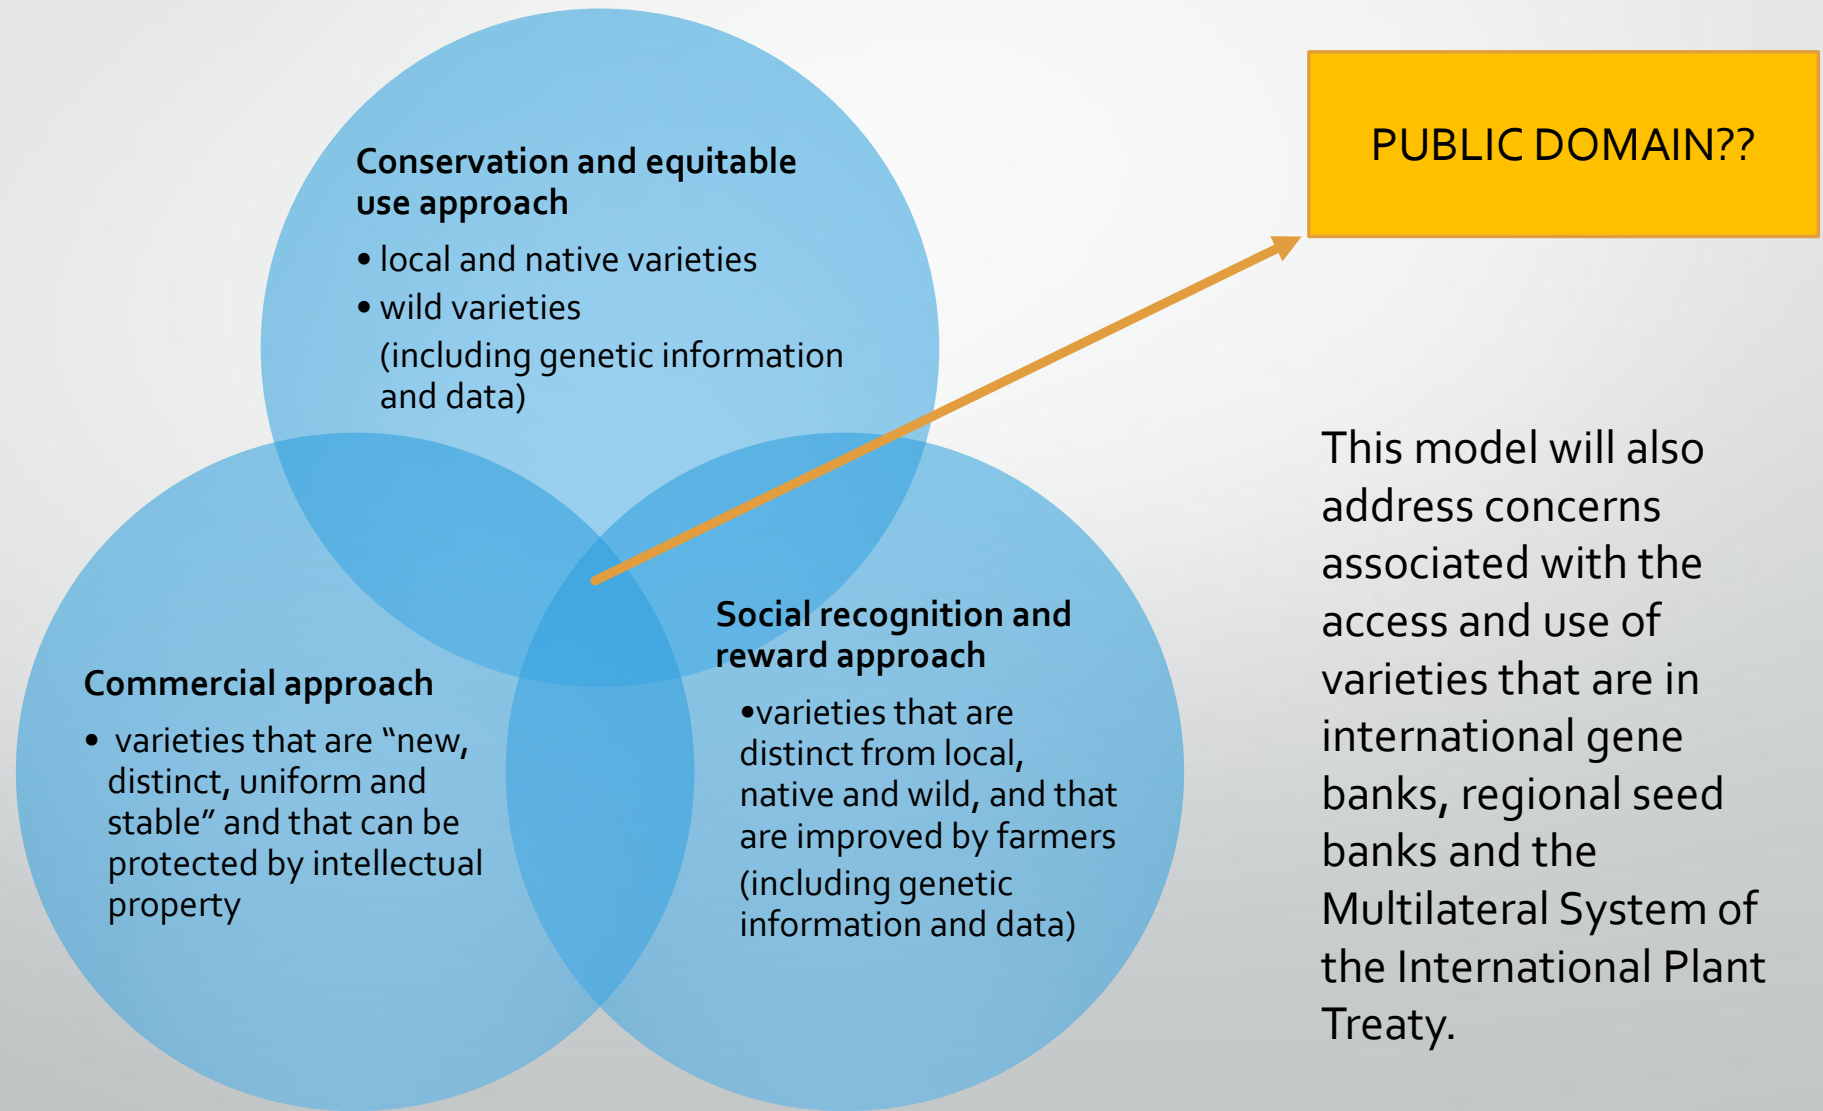 Conservation and equitable
use approach
• local and native varieties
• wild varieties
(including genetic information
and data)
Commercial approach
• varieties that are “new,
distinct, uniform and
stable” and that can be
protected by intellectual
property
Social recognition and
reward approach
•varieties that are
distinct from local,
native and wild, and that
are improved by farmers
(including genetic
information and data)
PUBLIC DOMAIN??
This model will also
address concerns
associated with the
access and use of
varieties that are in
international gene
banks, regional seed
banks and the
Multilateral System of
the International Plant
Treaty.